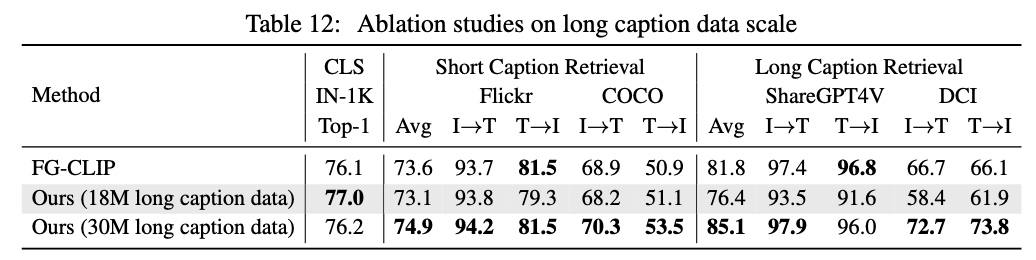 Table 12: Ablation studies on long caption data scale
CLS Short Caption Retrieval Long Caption Retrieval
Method IN-1K Flickr COCO ShareGPT4V DCI
Top-1 Avg I→T T→I I→T T→I Avg I→T T→I I→T T→I
FG-CLIP 76.1 73.6 93.7 81.5 68.9 50.9 81.8 97.4 96.8 66.7 66.1
Ours (18M long caption data) 77.0 73.1 93.8 79.3 68.2 51.1 76.4 93.5 91.6 58.4 61.9
Ours (30M long caption data) 76.2 74.9 94.2 81.5 70.3 53.5 85.1 97.9 96.0 72.7 73.8